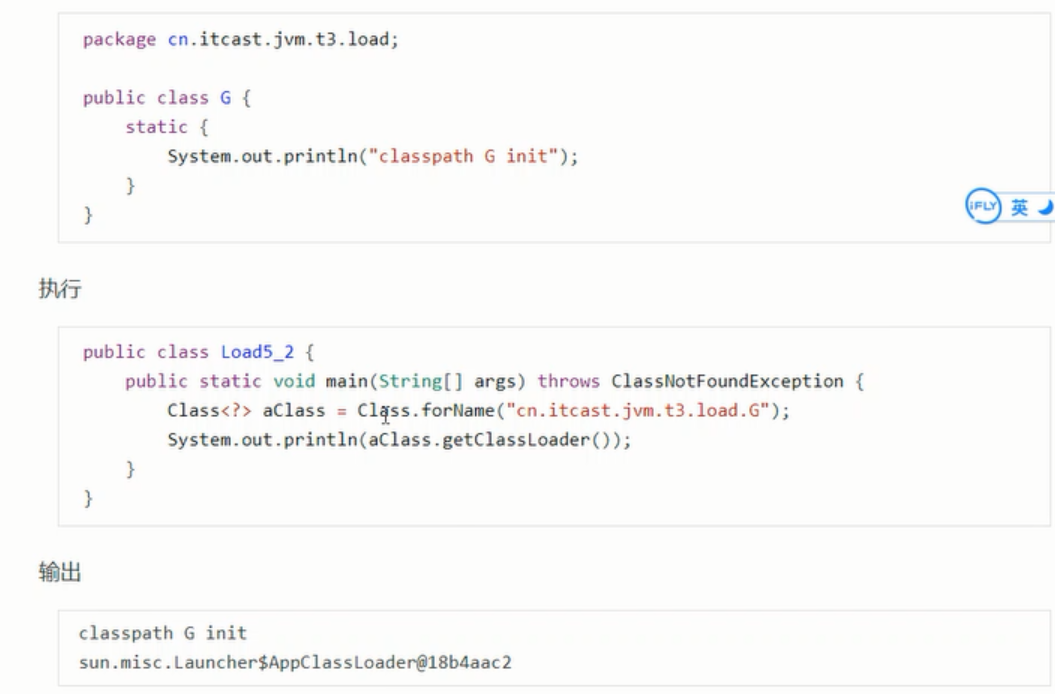 package cn.itcast.jvm.t3.load;
public class G {
    static {
        System.out.println("classpath G init");
    }
}
iFLY 英
执行
public class Load5_2 {
    public static void main(String[] args) throws ClassNotFoundException {
        Class<?> aClass = Class.forName("cn.itcast.jvm.t3.load.G");
        System.out.println(aClass.getClassLoader());
    }
}
输出
classpath G init
sun.misc.Launcher$AppClassLoader@18b4aac2